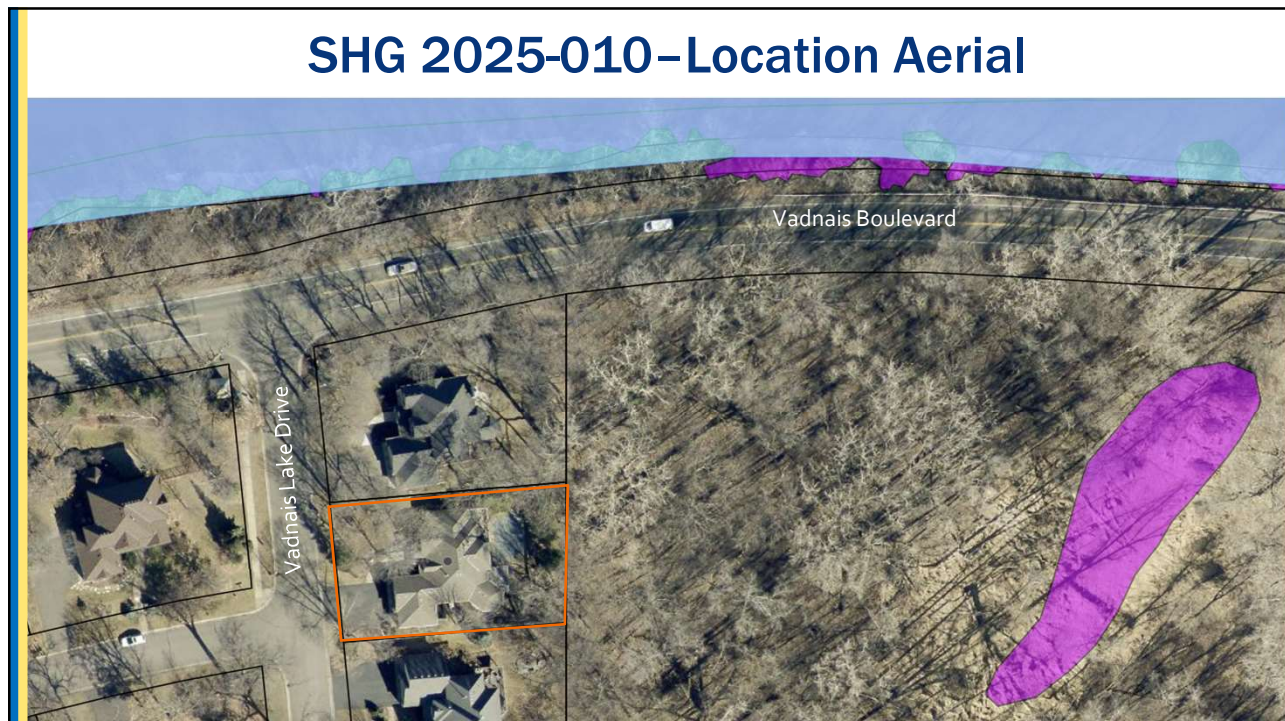 SHG 2025-010–Location Aerial
Vadnais Boulevard
Vadnais Lake Drive